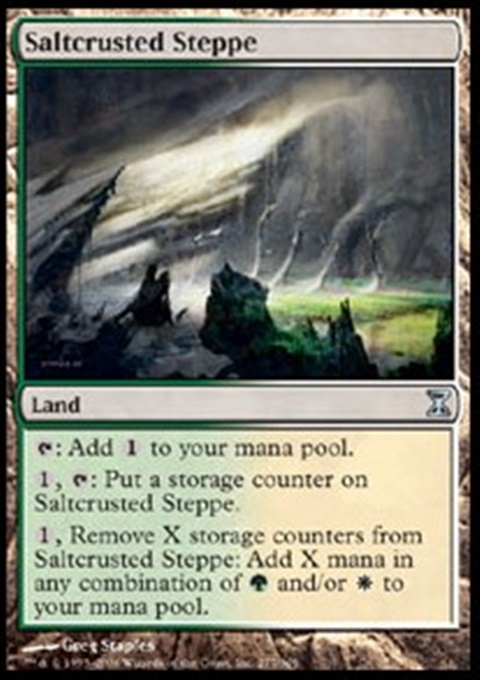 Saltcrusted Steppe
Land
: Add 1 to your mana pool.
1, : Put a storage counter on
Saltcrusted Steppe.
1, Remove X storage counters from
Saltcrusted Steppe: Add X mana in
any combination of and/or to
your mana pool.
Greg Staples